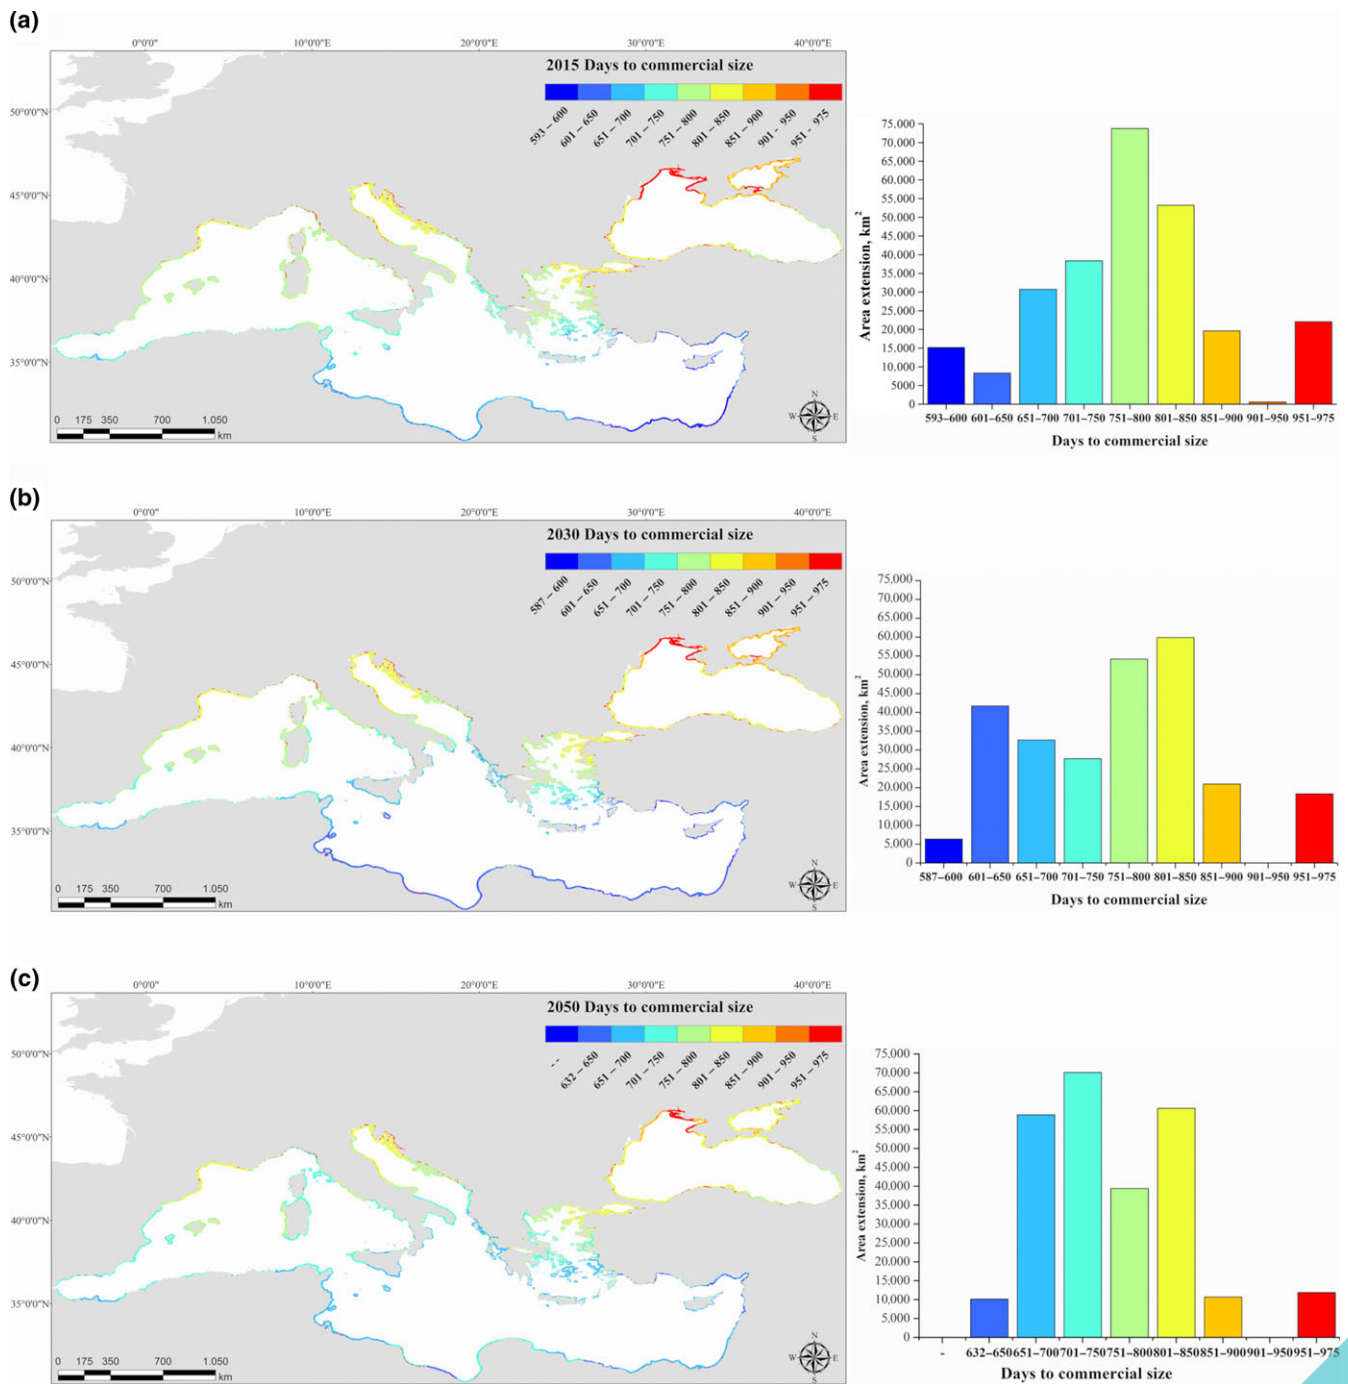 (a)
0°0'0" 10°0'0"E 20°0'0"E 30°0'0"E 40°0'0"E
2015 Days to commercial size
593–600 601–650 651–700 701–750 751–800 801–850 851–900 901–950 951–975
50°0'0"N
45°0'0"N
40°0'0"N
35°0'0"N
0 175 350 700 1.050
km
N
W E
S
Area extension, km²
75,000
70,000
65,000
60,000
55,000
50,000
45,000
40,000
35,000
30,000
25,000
20,000
15,000
10,000
5000
0
593–600 601–650 651–700 701–750 751–800 801–850 851–900 901–950 951–975
Days to commercial size
(b)
0°0'0" 10°0'0"E 20°0'0"E 30°0'0"E 40°0'0"E
2030 Days to commercial size
587–600 601–650 651–700 701–750 751–800 801–850 851–900 901–950 951–975
50°0'0"N
45°0'0"N
40°0'0"N
35°0'0"N
0 175 350 700 1.050
km
N
W E
S
Area extension, km²
75,000
70,000
65,000
60,000
55,000
50,000
45,000
40,000
35,000
30,000
25,000
20,000
15,000
10,000
5,000
0
587–600 601–650 651–700 701–750 751–800 801–850 851–900 901–950 951–975
Days to commercial size
(c)
0°0'0" 10°0'0"E 20°0'0"E 30°0'0"E 40°0'0"E
2050 Days to commercial size
-- 632–650 651–700 701–750 751–800 801–850 851–900 901–950 951–975
50°0'0"N
45°0'0"N
40°0'0"N
35°0'0"N
0 175 350 700 1.050
km
N
W E
S
Area extension, km²
75,000
70,000
65,000
60,000
55,000
50,000
45,000
40,000
35,000
30,000
25,000
20,000
15,000
10,000
5,000
0
- 632–650 651–700 701–750 751–800 801–850 851–900 901–950 951–975
Days to commercial size